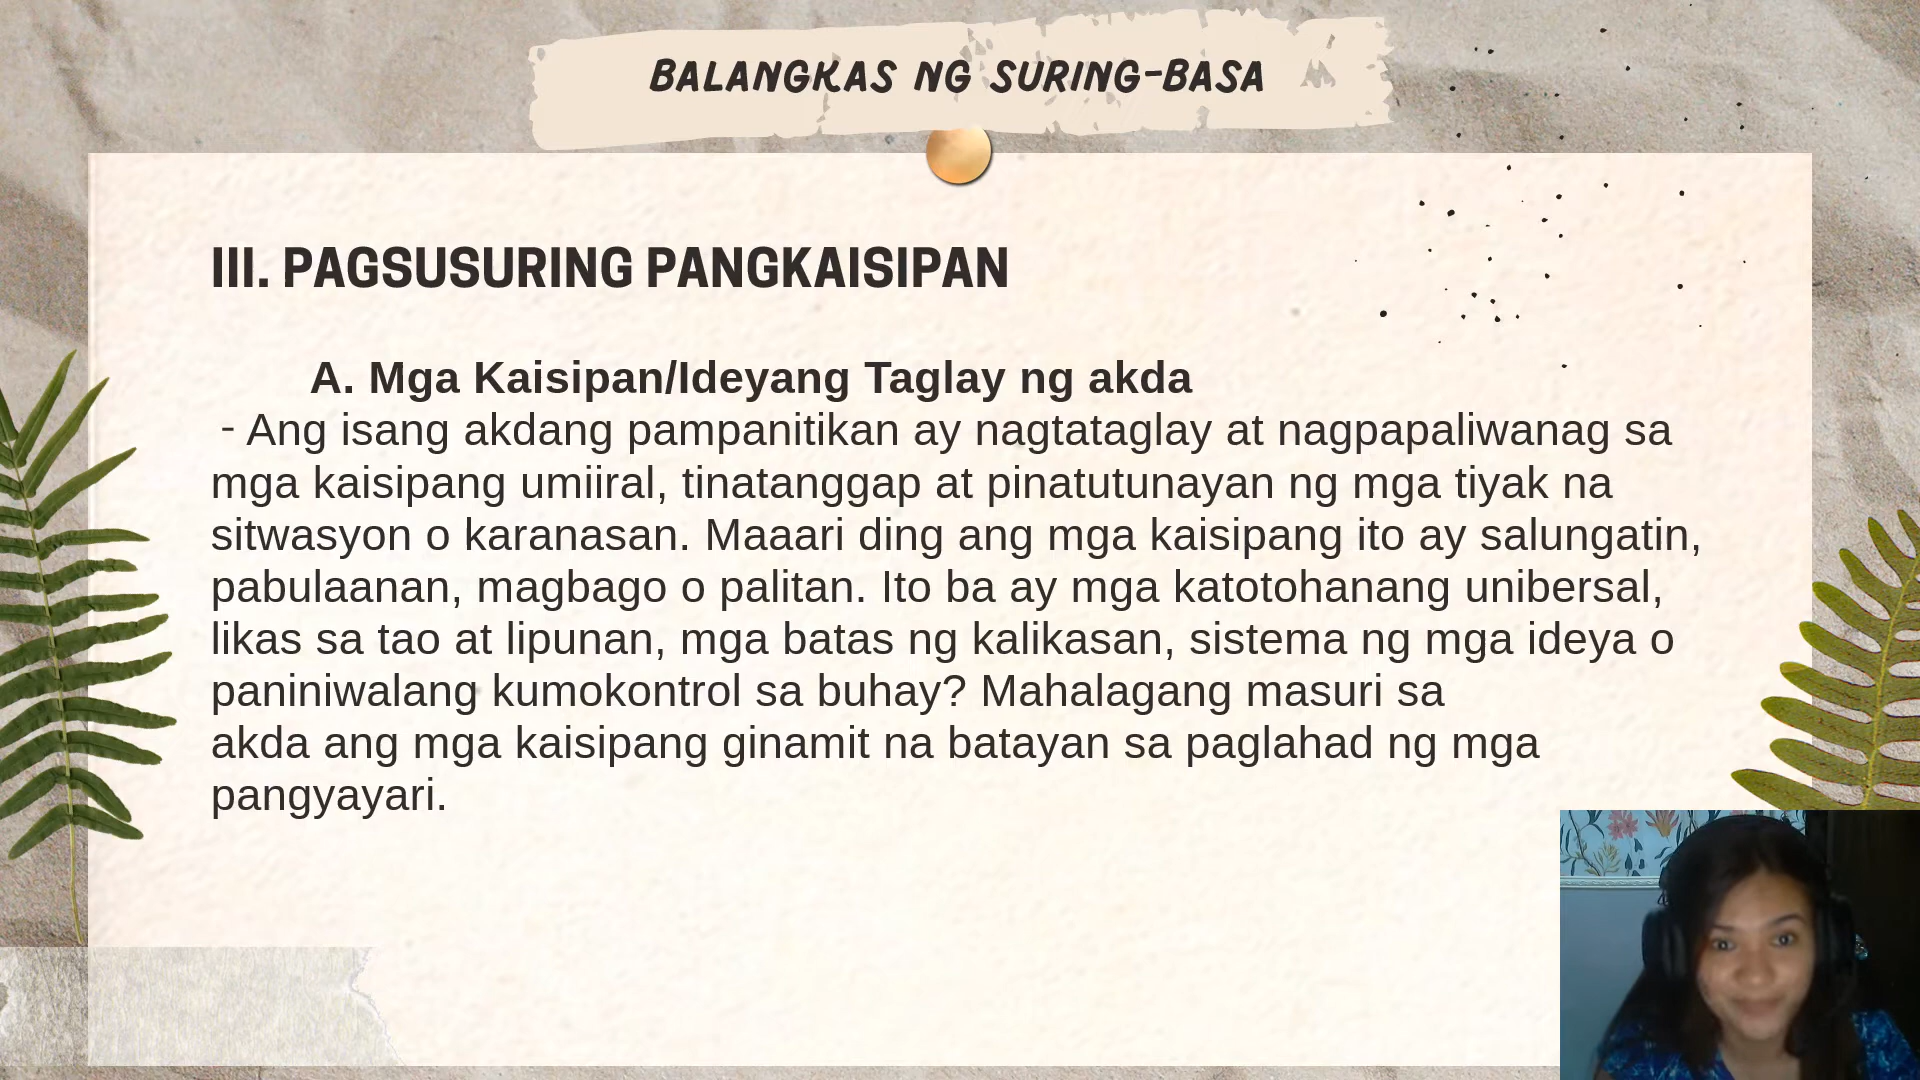 BALANGKAS NG SURING-BASA
III. PAGSUSURING PANGKAISIPAN
A. Mga Kaisipan/Ideyang Taglay ng akda
- Ang isang akdang pampanitikan ay nagtataglay at nagpapaliwanag sa
mga kaisipang umiiral, tinatanggap at pinatutunayan ng mga tiyak na
sitwasyon o karanasan. Maaari ding ang mga kaisipang ito ay salungatin,
pabulaanan, magbago o palitan. Ito ba ay mga katotohanang unibersal,
likas sa tao at lipunan, mga batas ng kalikasan, sistema ng mga ideya o
paniniwalang kumokontrol sa buhay? Mahalagang masuri sa
akda ang mga kaisipang ginamit na batayan sa paglahad ng mga
pangyayari.